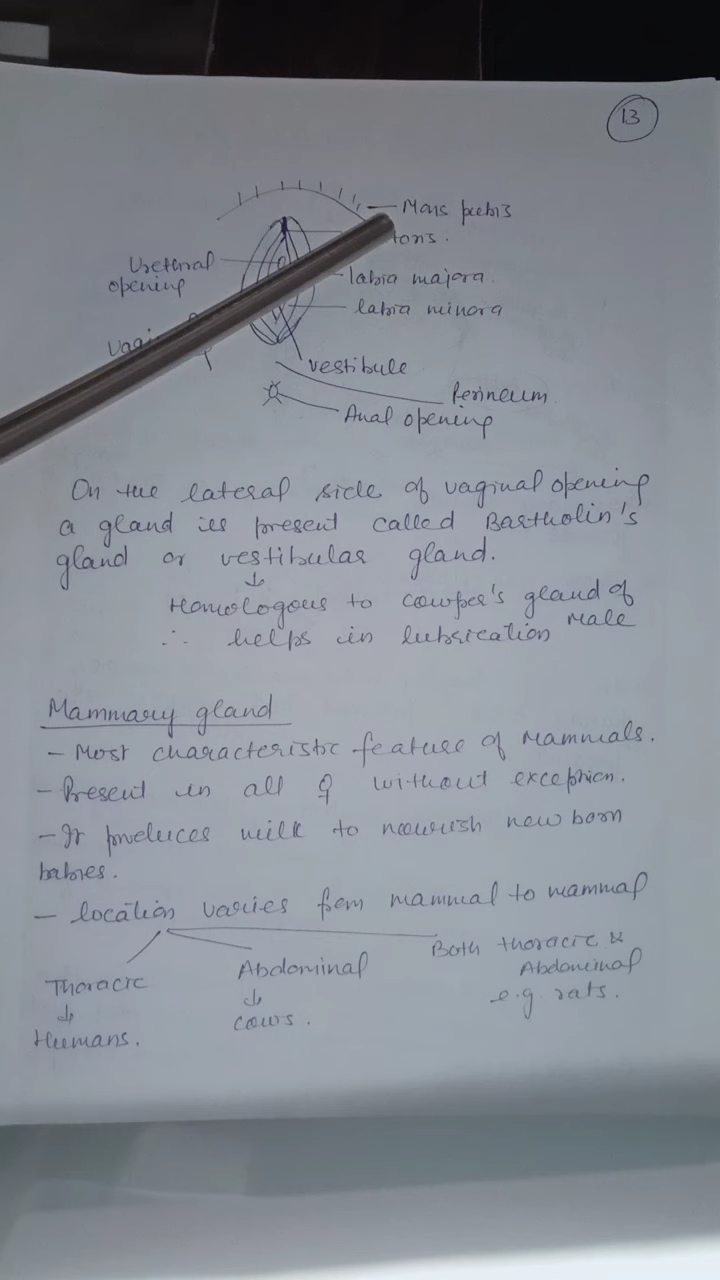 13
Mons pubis
Urethral
opening
labia majora.
labia minora
vestibule
Perineum
Anal opening
On the lateral side of vaginal opening
a gland is present called Bartholin's
gland or vestibular gland.
↓
Homologous to cowper's gland of
male
∴ helps in lubrication
Mammary gland
- Most characteristic feature of Mammals.
- Present in all ♀ without exception.
- It produces milk to nourish new born
babies.
- location varies from mammal to mammal
Thoracic
↓
Humans.
Abdominal
↓
cows.
Both thoracic &
Abdominal
e.g rats.